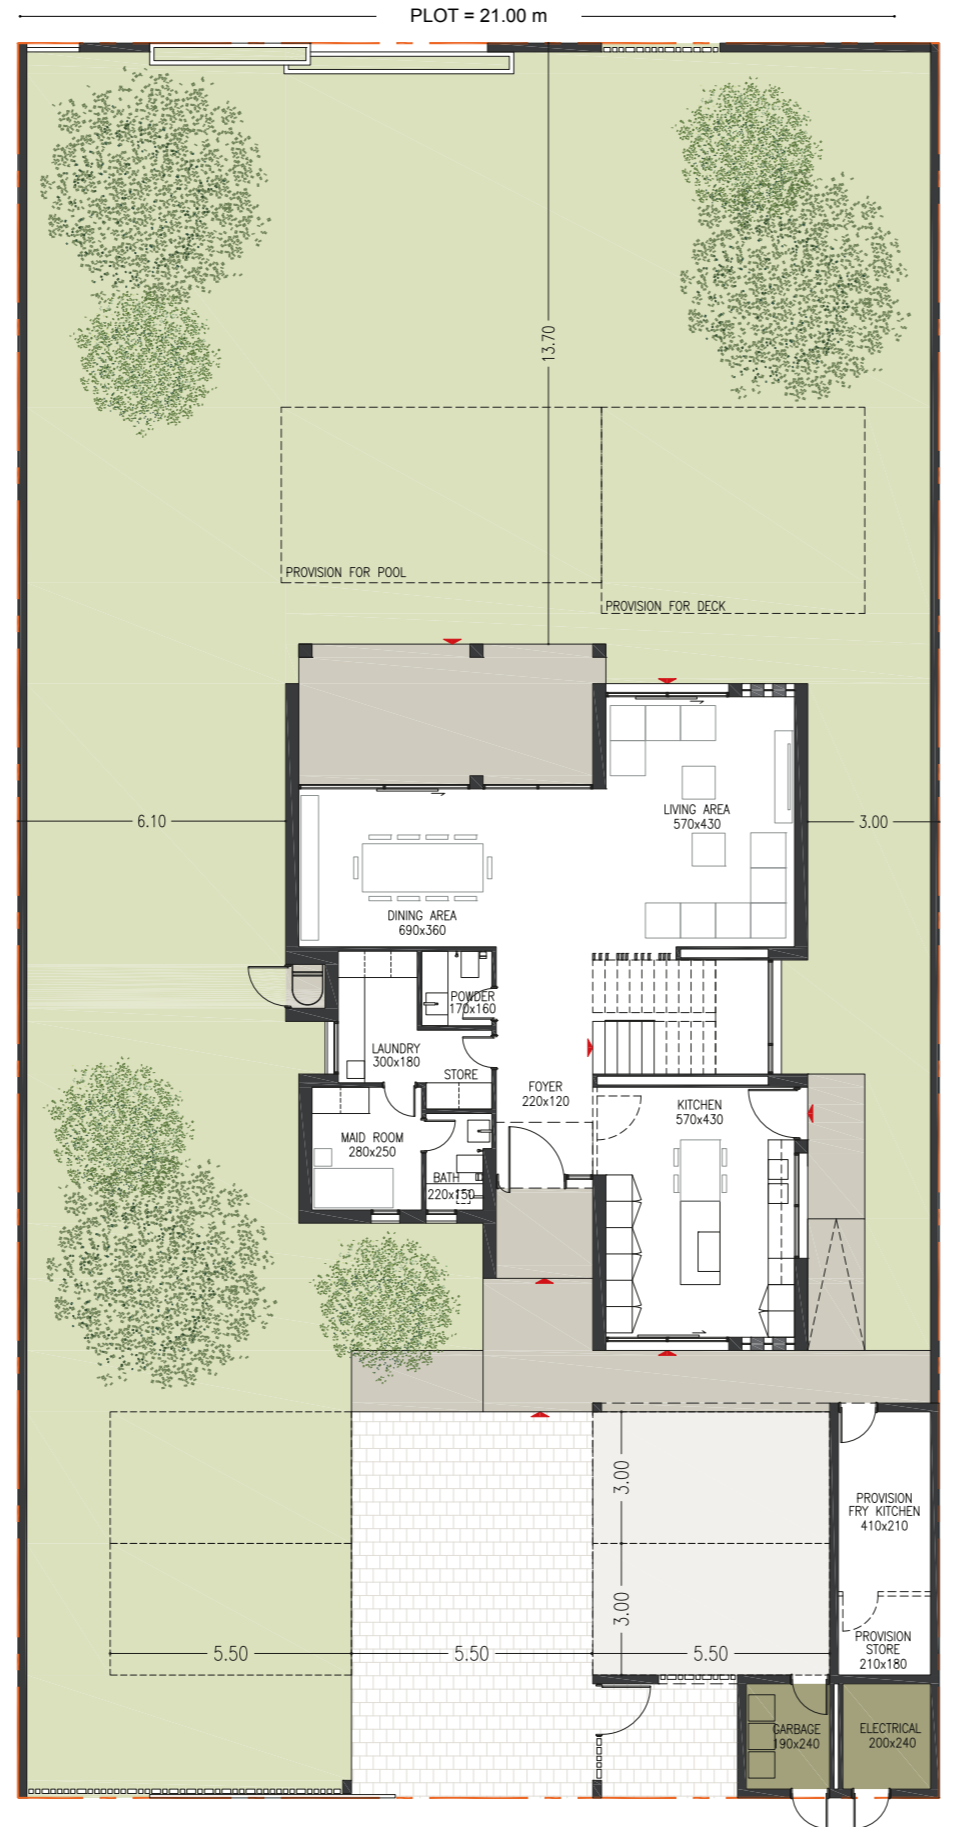 PLOT = 21.00 m
13.70
PROVISION FOR POOL
PROVISION FOR DECK
6.10
3.00
LIVING AREA
570x430
DINING AREA
690x360
POWDER
170x160
LAUNDRY
300x180
STORE
FOYER
220x120
KITCHEN
570x430
MAID ROOM
280x250
BATH
220x150
3.00
PROVISION
FRY KITCHEN
410x210
3.00
PROVISION
STORE
210x180
5.50
5.50
5.50
GARBAGE
190x240
ELECTRICAL
200x240